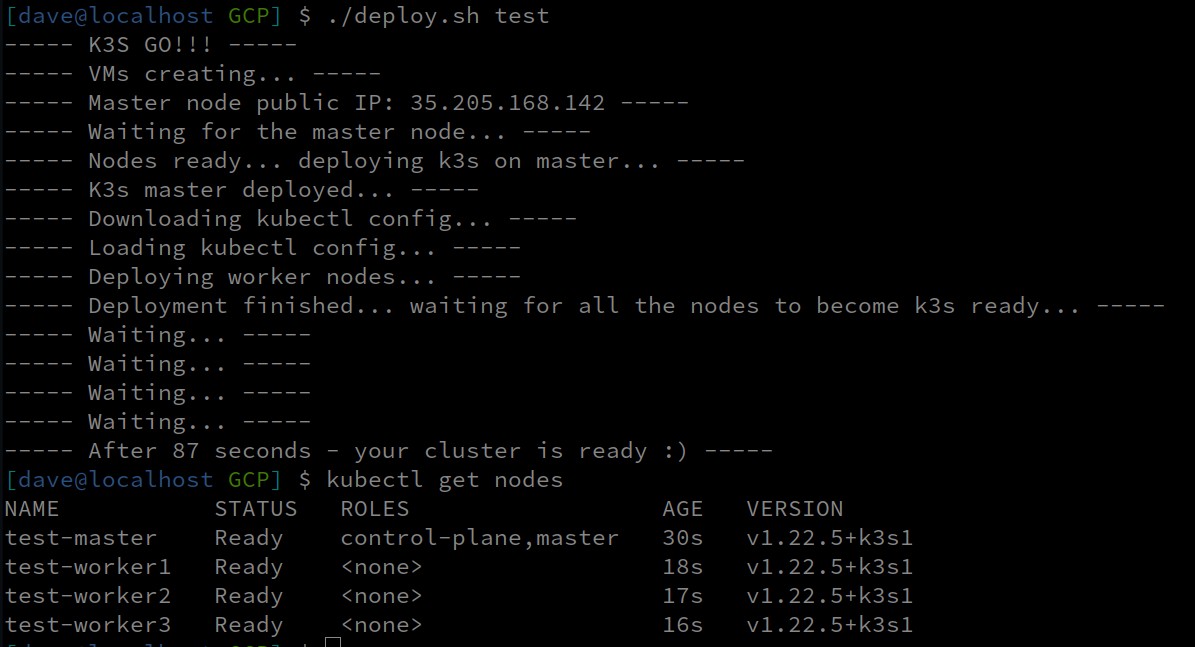 [dave@localhost GCP] $ ./deploy.sh test
----- K3S GO!!! -----
----- VMs creating... -----
----- Master node public IP: 35.205.168.142 -----
----- Waiting for the master node... -----
----- Nodes ready... deploying k3s on master... -----
----- K3s master deployed... -----
----- Downloading kubectl config... -----
----- Loading kubectl config... -----
----- Deploying worker nodes... -----
----- Deployment finished... waiting for all the nodes to become k3s ready... -----
----- Waiting... -----
----- Waiting... -----
----- Waiting... -----
----- Waiting... -----
----- After 87 seconds - your cluster is ready :) -----
[dave@localhost GCP] $ kubectl get nodes
NAME STATUS ROLES AGE VERSION
test-master Ready control-plane,master 30s v1.22.5+k3s1
test-worker1 Ready <none> 18s v1.22.5+k3s1
test-worker2 Ready <none> 17s v1.22.5+k3s1
test-worker3 Ready <none> 16s v1.22.5+k3s1